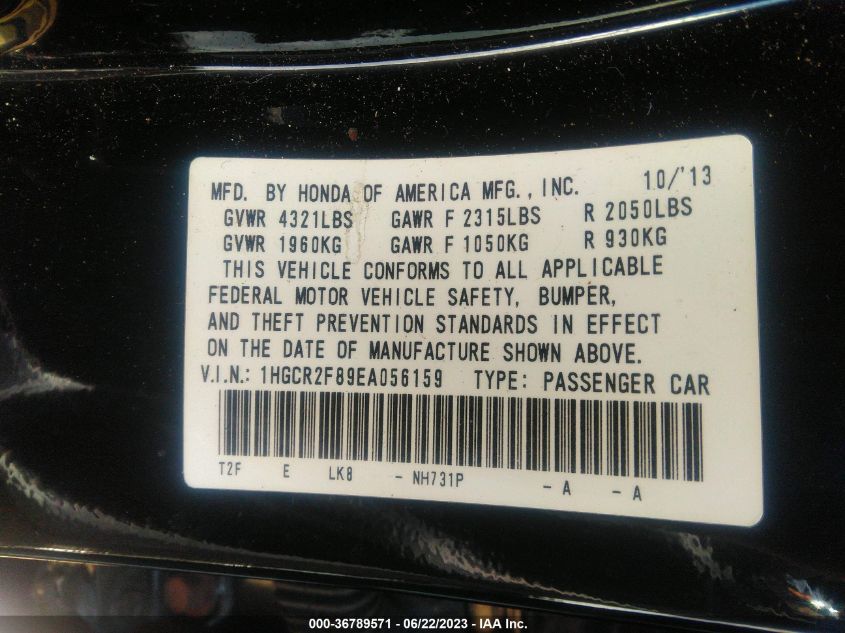 MFD. BY HONDA OF AMERICA MFG., INC. 10/'13
GVWR 4321LBS GAWR F 2315LBS R 2050LBS
GVWR 1960KG GAWR F 1050KG R 930KG
THIS VEHICLE CONFORMS TO ALL APPLICABLE
FEDERAL MOTOR VEHICLE SAFETY, BUMPER,
AND THEFT PREVENTION STANDARDS IN EFFECT
ON THE DATE OF MANUFACTURE SHOWN ABOVE.
V.I.N.: 1HGCR2F89EA056159 TYPE: PASSENGER CAR
T2F E LK8 - NH731P - A - A
000-36789571 - 06/22/2023 - IAA Inc.